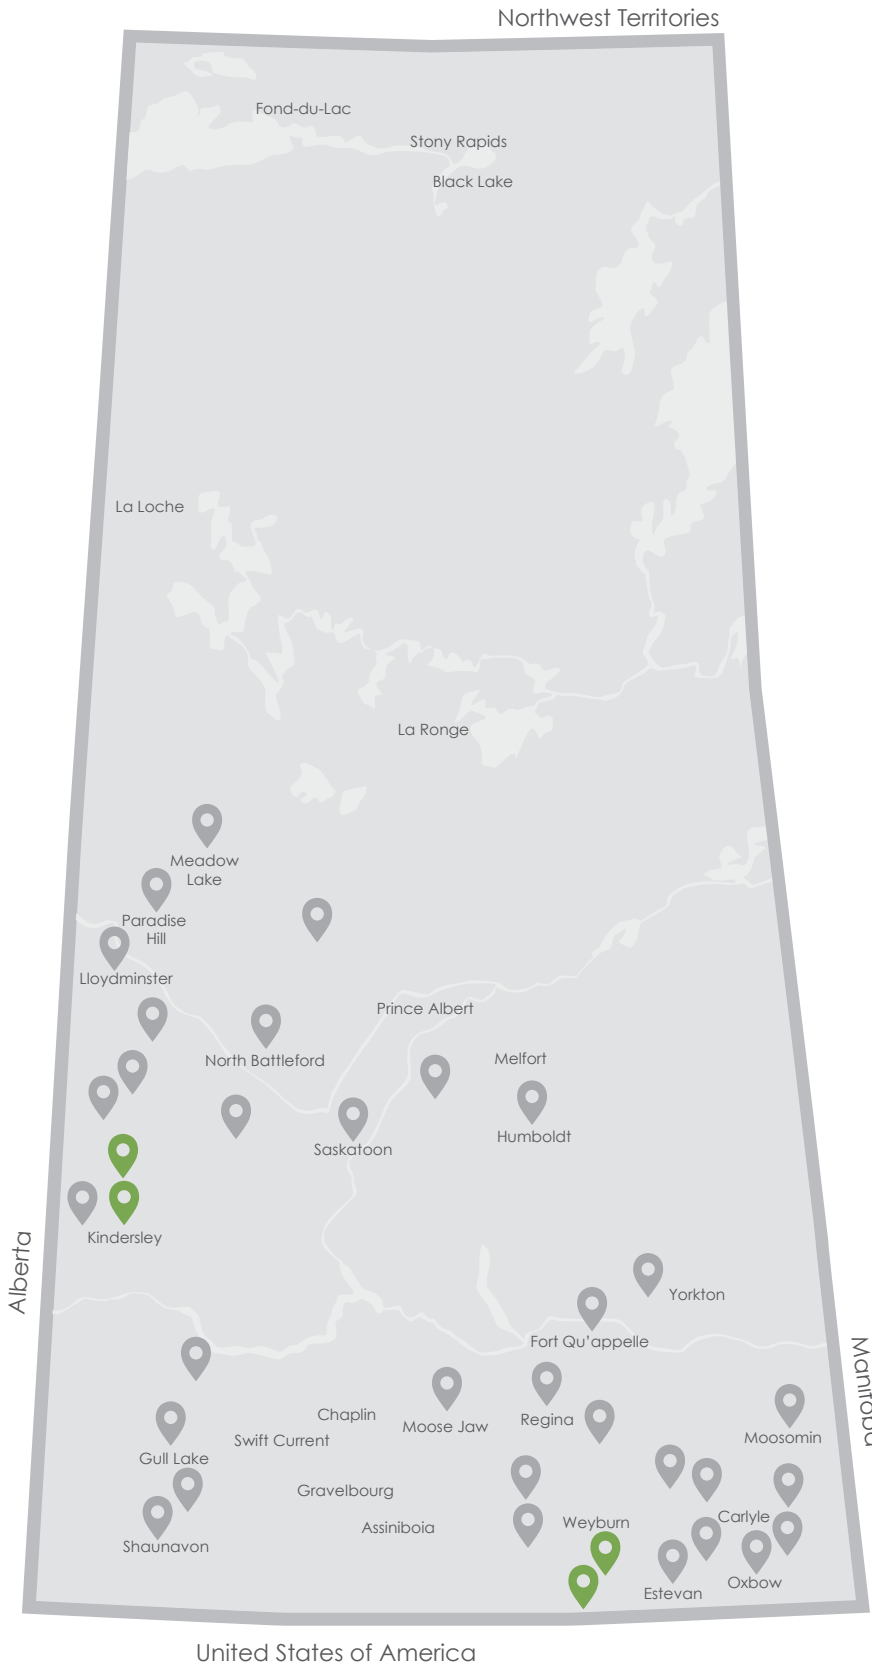 Northwest Territories
Fond-du-Lac
Stony Rapids
Black Lake
La Loche
La Ronge
Meadow
Lake
Paradise
Hill
Lloydminster
Prince Albert
North Battleford
Melfort
Humboldt
Saskatoon
Kindersley
Alberta
Yorkton
Fort Qu'appelle
Manitoba
Chaplin
Moose Jaw
Regina
Swift Current
Moosomin
Gull Lake
Gravelbourg
Assiniboia
Weyburn
Carlyle
Shaunavon
Estevan
Oxbow
United States of America